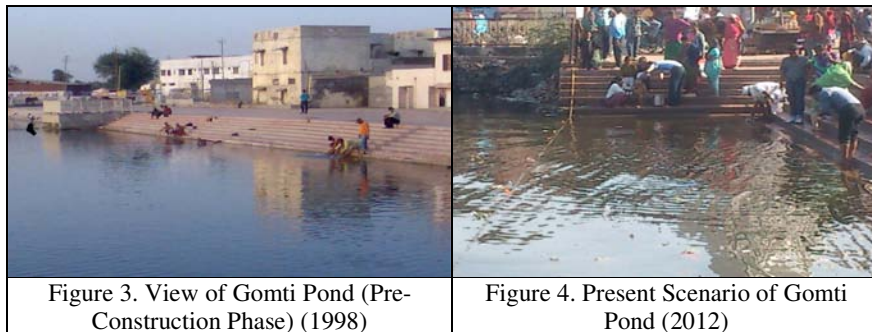 Figure 3. View of Gomti Pond (Pre-
Construction Phase) (1998)
Figure 4. Present Scenario of Gomti
Pond (2012)